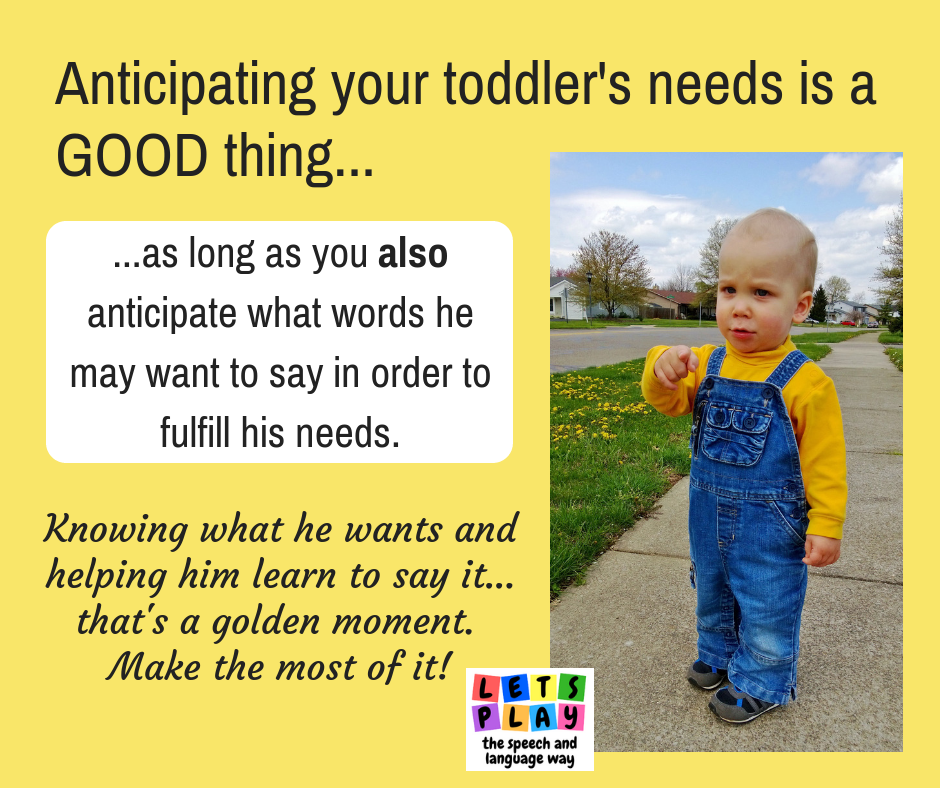 Anticipating your toddler's needs is a
GOOD thing...
...as long as you also
anticipate what words he
may want to say in order to
fulfill his needs.
Knowing what he wants and
helping him learn to say it...
that's a golden moment.
Make the most of it!
LETS
PLAY
the speech and
language way